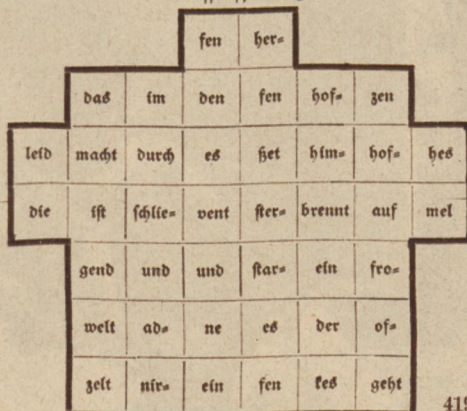 fen her=
das im den fen hof= zen
leid macht durch es ßet him= hof= hes
die ist schlie= vent ster= brennt auf mel
gend und und star= ein fro=
welt ad= ne es der of=
zelt nir= ein fen kes geht
419